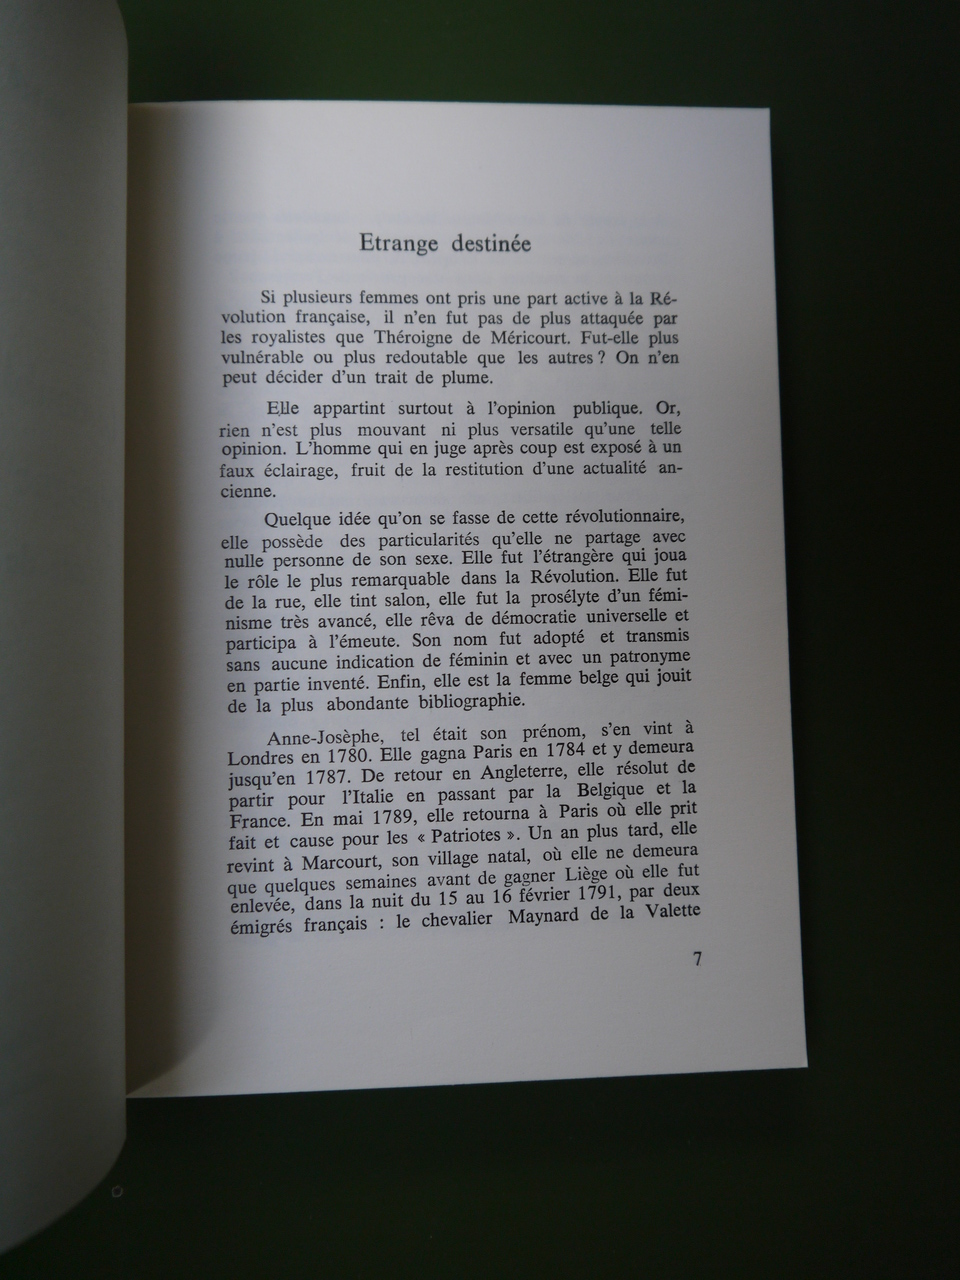 Etrange destinée
Si plusieurs femmes ont pris une part active à la Ré-
volution française, il n'en fut pas de plus attaquée par
les royalistes que Théroigne de Méricourt. Fut-elle plus
vulnérable ou plus redoutable que les autres ? On n'en
peut décider d'un trait de plume.
Elle appartint surtout à l'opinion publique. Or,
rien n'est plus mouvant ni plus versatile qu'une telle
opinion. L'homme qui en juge après coup est exposé à un
faux éclairage, fruit de la restitution d'une actualité an-
cienne.
Quelque idée qu'on se fasse de cette révolutionnaire,
elle possède des particularités qu'elle ne partage avec
nulle personne de son sexe. Elle fut l'étrangère qui joua
le rôle le plus remarquable dans la Révolution. Elle fut
de la rue, elle tint salon, elle fut la prosélyte d'un fémi-
nisme très avancé, elle rêva de démocratie universelle et
participa à l'émeute. Son nom fut adopté et transmis
sans aucune indication de féminin et avec un patronyme
en partie inventé. Enfin, elle est la femme belge qui jouit
de la plus abondante bibliographie.
Anne-Josèphe, tel était son prénom, s'en vint à
Londres en 1780. Elle gagna Paris en 1784 et y demeura
jusqu'en 1787. De retour en Angleterre, elle résolut de
partir pour l'Italie en passant par la Belgique et la
France. En mai 1789, elle retourna à Paris où elle prit
fait et cause pour les « Patriotes ». Un an plus tard, elle
revint à Marcourt, son village natal, où elle ne demeura
que quelques semaines avant de gagner Liège où elle fut
enlevée, dans la nuit du 15 au 16 février 1791, par deux
émigrés français : le chevalier Maynard de la Valette
7